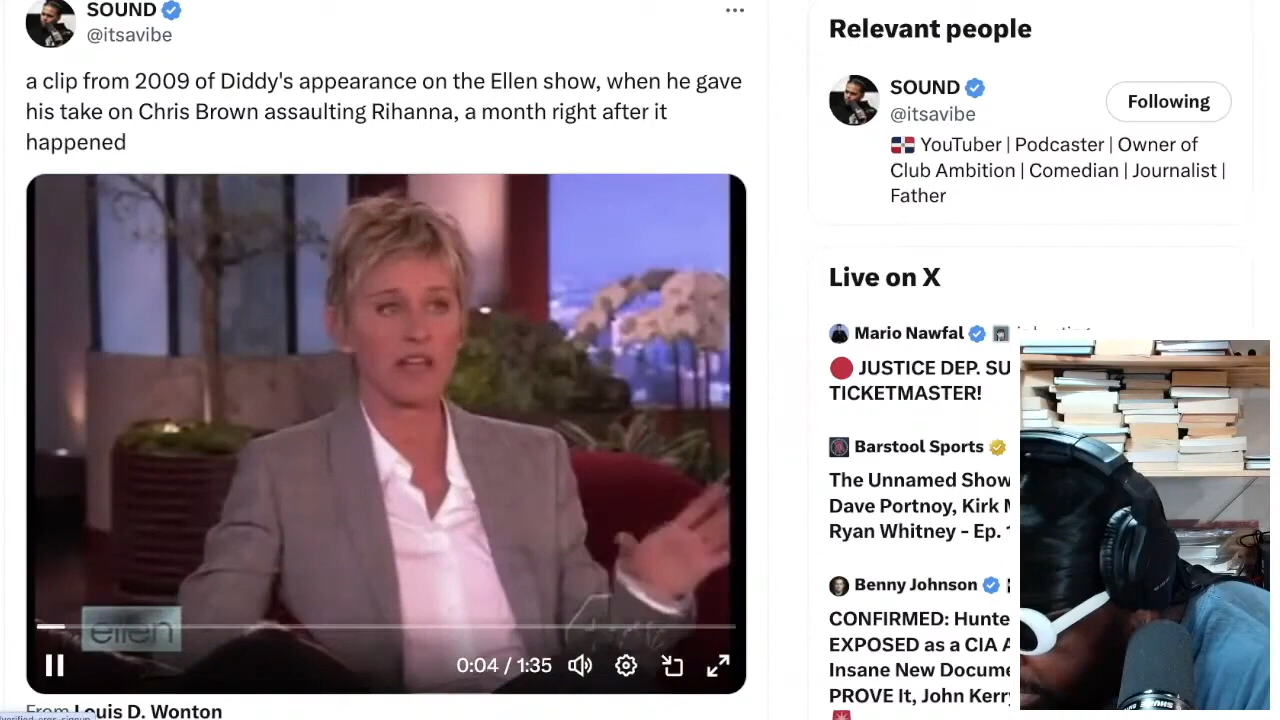 SOUND
@itsavibe
a clip from 2009 of Diddy's appearance on the Ellen show, when he gave
his take on Chris Brown assaulting Rihanna, a month right after it
happened
ellen
0:04 / 1:35
From Louis D. Wonton
Relevant people
SOUND
@itsavibe
Following
YouTuber | Podcaster | Owner of
Club Ambition | Comedian | Journalist |
Father
Live on X
Mario Nawfal
JUSTICE DEP. SU
TICKETMASTER!
Barstool Sports
The Unnamed Show
Dave Portnoy, Kirk
Ryan Whitney - Ep.
Benny Johnson
CONFIRMED: Hunte
EXPOSED as a CIA A
Insane New Docume
PROVE It, John Kerr